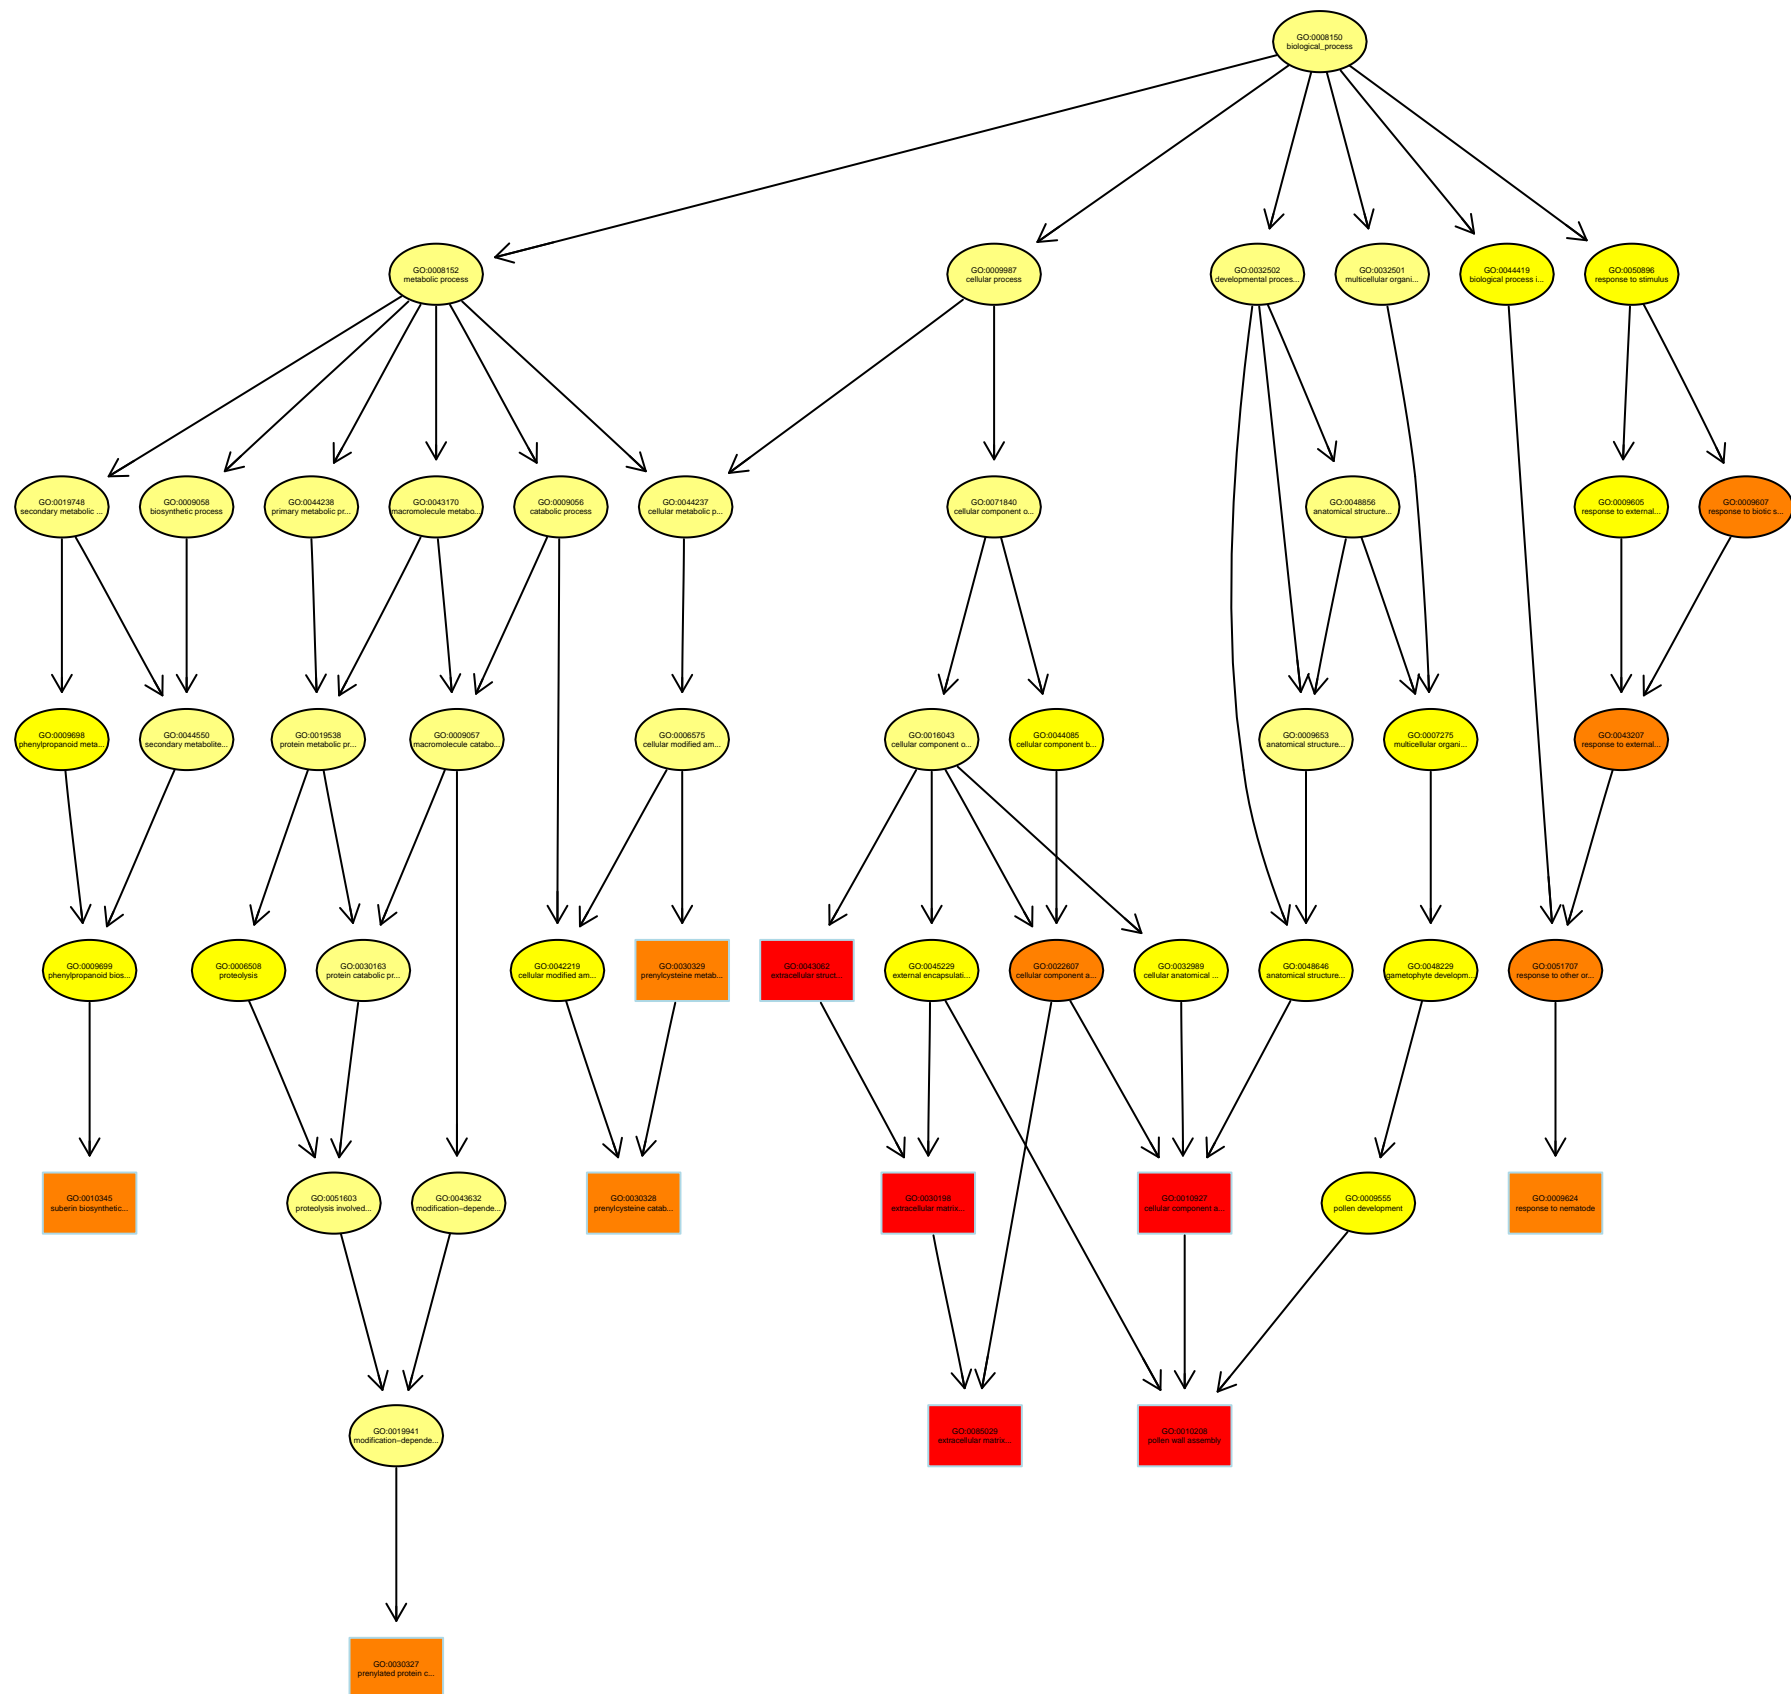 GO:0008150
biological_process
GO:0008152
metabolic process
GO:0009987
cellular process
GO:0032502
developmental proces...
GO:0032501
multicellular organi...
GO:0044419
biological process i...
GO:0050896
response to stimulus
GO:0019748
secondary metabolic ...
GO:0009058
biosynthetic process
GO:0044238
primary metabolic pr...
GO:0043170
macromolecule metabo...
GO:0009056
catabolic process
GO:0044237
cellular metabolic p...
GO:0071840
cellular component o...
GO:0048856
anatomical structure...
GO:0009605
response to external...
GO:0009607
response to biotic s...
GO:0009698
phenylpropanoid meta...
GO:0044550
secondary metabolite...
GO:0019538
protein metabolic pr...
GO:0009057
macromolecule catabo...
GO:0006575
cellular modified am...
GO:0016043
cellular component o...
GO:0044085
cellular component b...
GO:0009653
anatomical structure...
GO:0007275
multicellular organi...
GO:0043207
response to external...
GO:0009699
phenylpropanoid bios...
GO:0006508
proteolysis
GO:0030163
protein catabolic pr...
GO:0042219
cellular modified am...
GO:0030329
prenylcysteine metab...
GO:0043062
extracellular struct...
GO:0045229
external encapsulati...
GO:0022607
cellular component a...
GO:0032989
cellular anatomical ...
GO:0048646
anatomical structure...
GO:0048229
gametophyte developm...
GO:0051707
response to other or...
GO:0010345
suberin biosynthetic...
GO:0051603
proteolysis involved...
GO:0043632
modification−depende...
GO:0030328
prenylcysteine catab...
GO:0030198
extracellular matrix...
GO:0010927
cellular component a...
GO:0009555
pollen development
GO:0009624
response to nematode
GO:0019941
modification−depende...
GO:0085029
extracellular matrix...
GO:0010208
pollen wall assembly
GO:0030327
prenylated protein c...